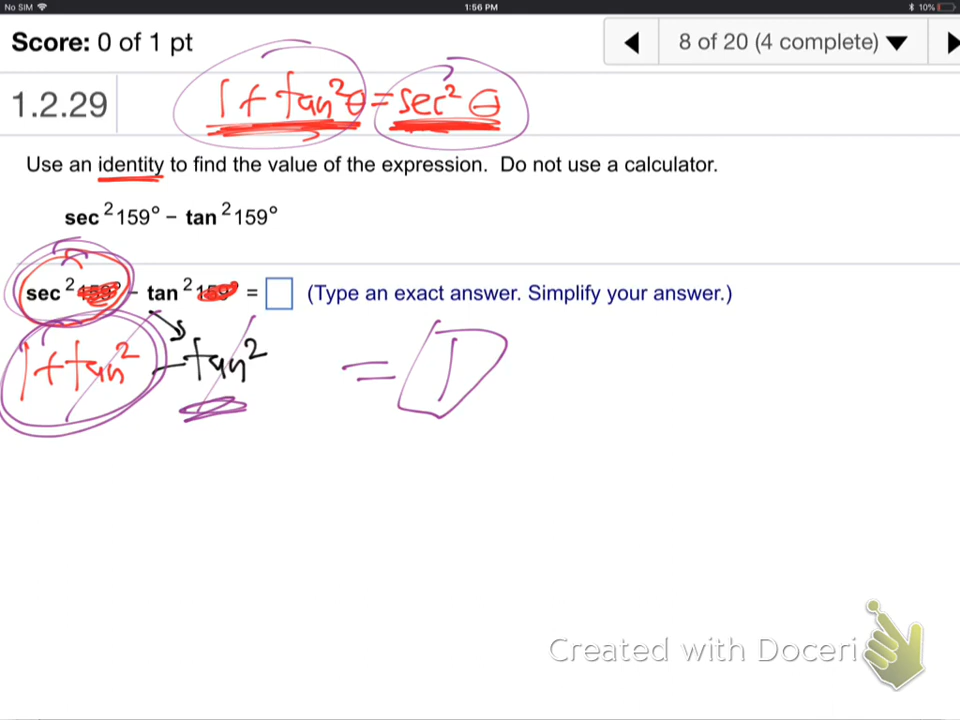 No SIM 1:56 PM 10%
Score: 0 of 1 pt 8 of 20 (4 complete)
1.2.29 1 + tan²θ = sec²θ
Use an identity to find the value of the expression. Do not use a calculator.
sec²159° − tan²159°
sec²159° − tan²159° = (Type an exact answer. Simplify your answer.)
1 + tan² − tan² = 1
Created with Doceri